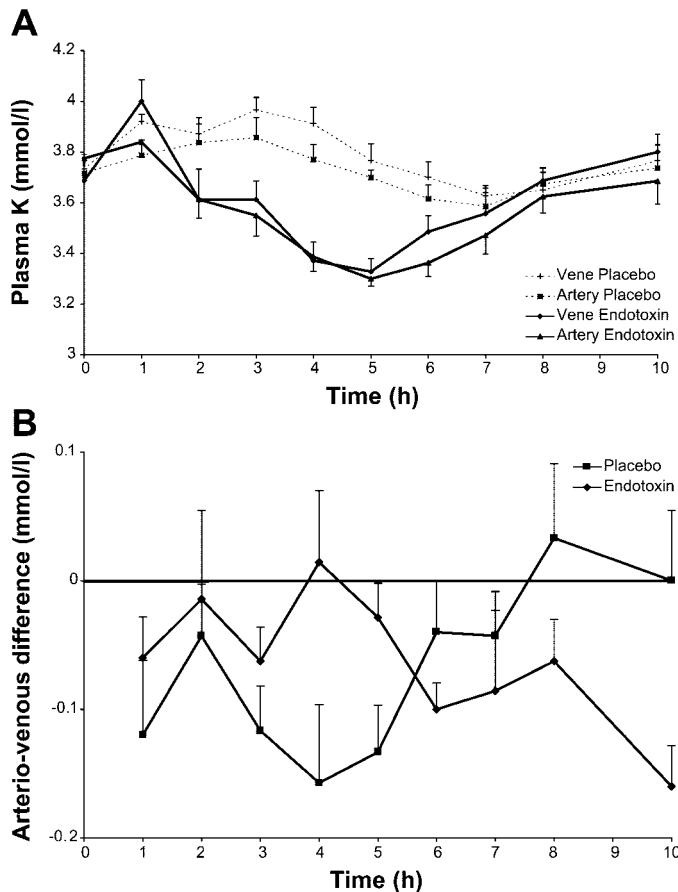 A
Plasma K (mmol/l)
4.2
4
3.8
3.6
3.4
3.2
3
Vene Placebo
Artery Placebo
Vene Endotoxin
Artery Endotoxin
0 1 2 3 4 5 6 7 8 9 10
Time (h)
B
Arterio-venous difference (mmol/l)
0.1
0
-0.1
-0.2
Placebo
Endotoxin
0 1 2 3 4 5 6 7 8 9 10
Time (h)